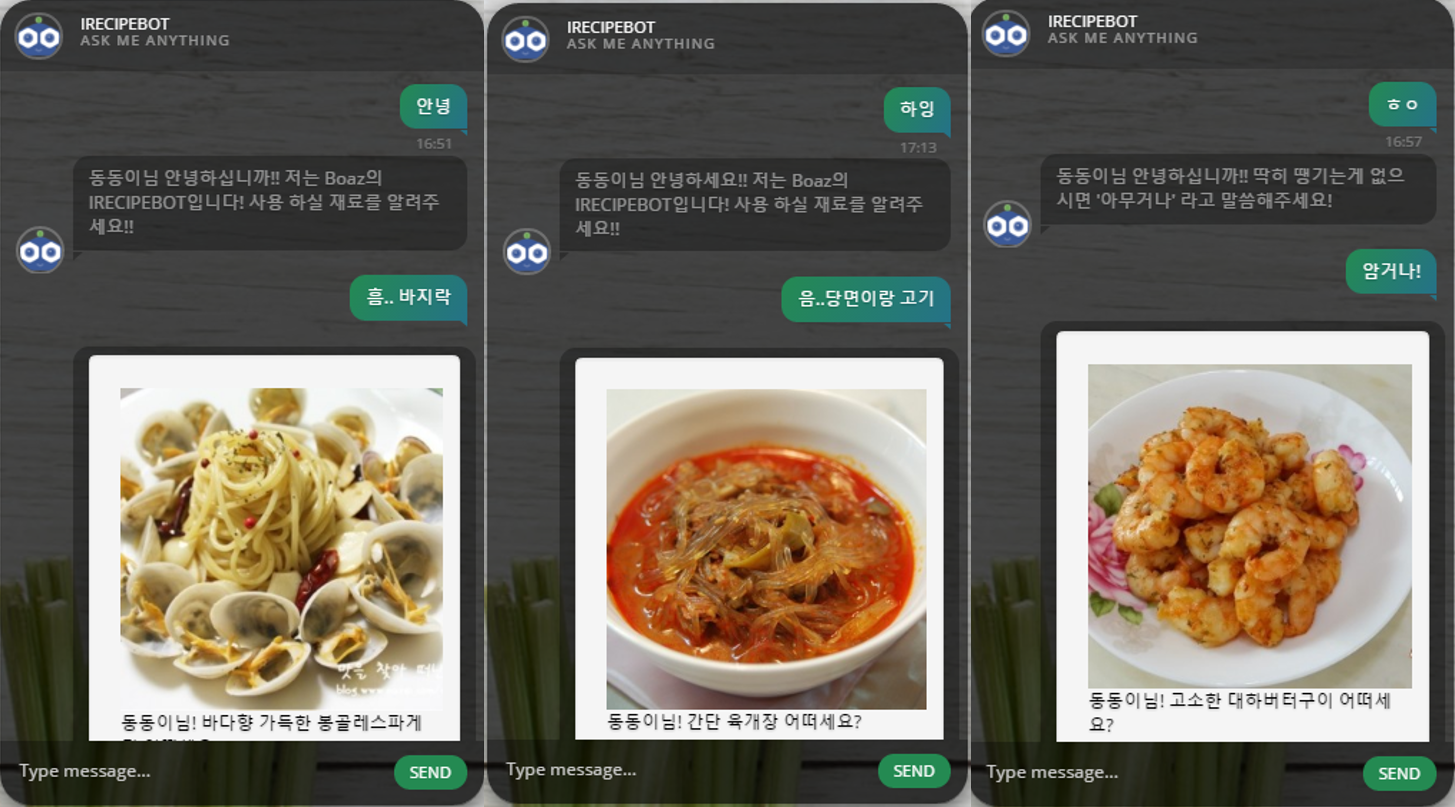 IRECIPEBOT
ASK ME ANYTHING
안녕
16:51
동동이님 안녕하십니까!! 저는 Boaz의
IRECIPEBOT입니다! 사용 하실 재료를 알려주
세요!!
흠.. 바지락
맛을 찾아
동동이님! 바다향 가득한 봉골레스파게
Type message...
SEND
IRECIPEBOT
ASK ME ANYTHING
하잉
17:13
동동이님 안녕하세요!! 저는 Boaz의
IRECIPEBOT입니다! 사용 하실 재료를 알려주
세요!!
음..당면이랑 고기
동동이님! 간단 육개장 어떠세요?
Type message...
SEND
IRECIPEBOT
ASK ME ANYTHING
ㅎㅇ
16:57
동동이님 안녕하십니까!! 딱히 땡기는게 없으
시면 '아무거나' 라고 말씀해주세요!
암거나!
동동이님! 고소한 대하버터구이 어떠세
요?
Type message...
SEND